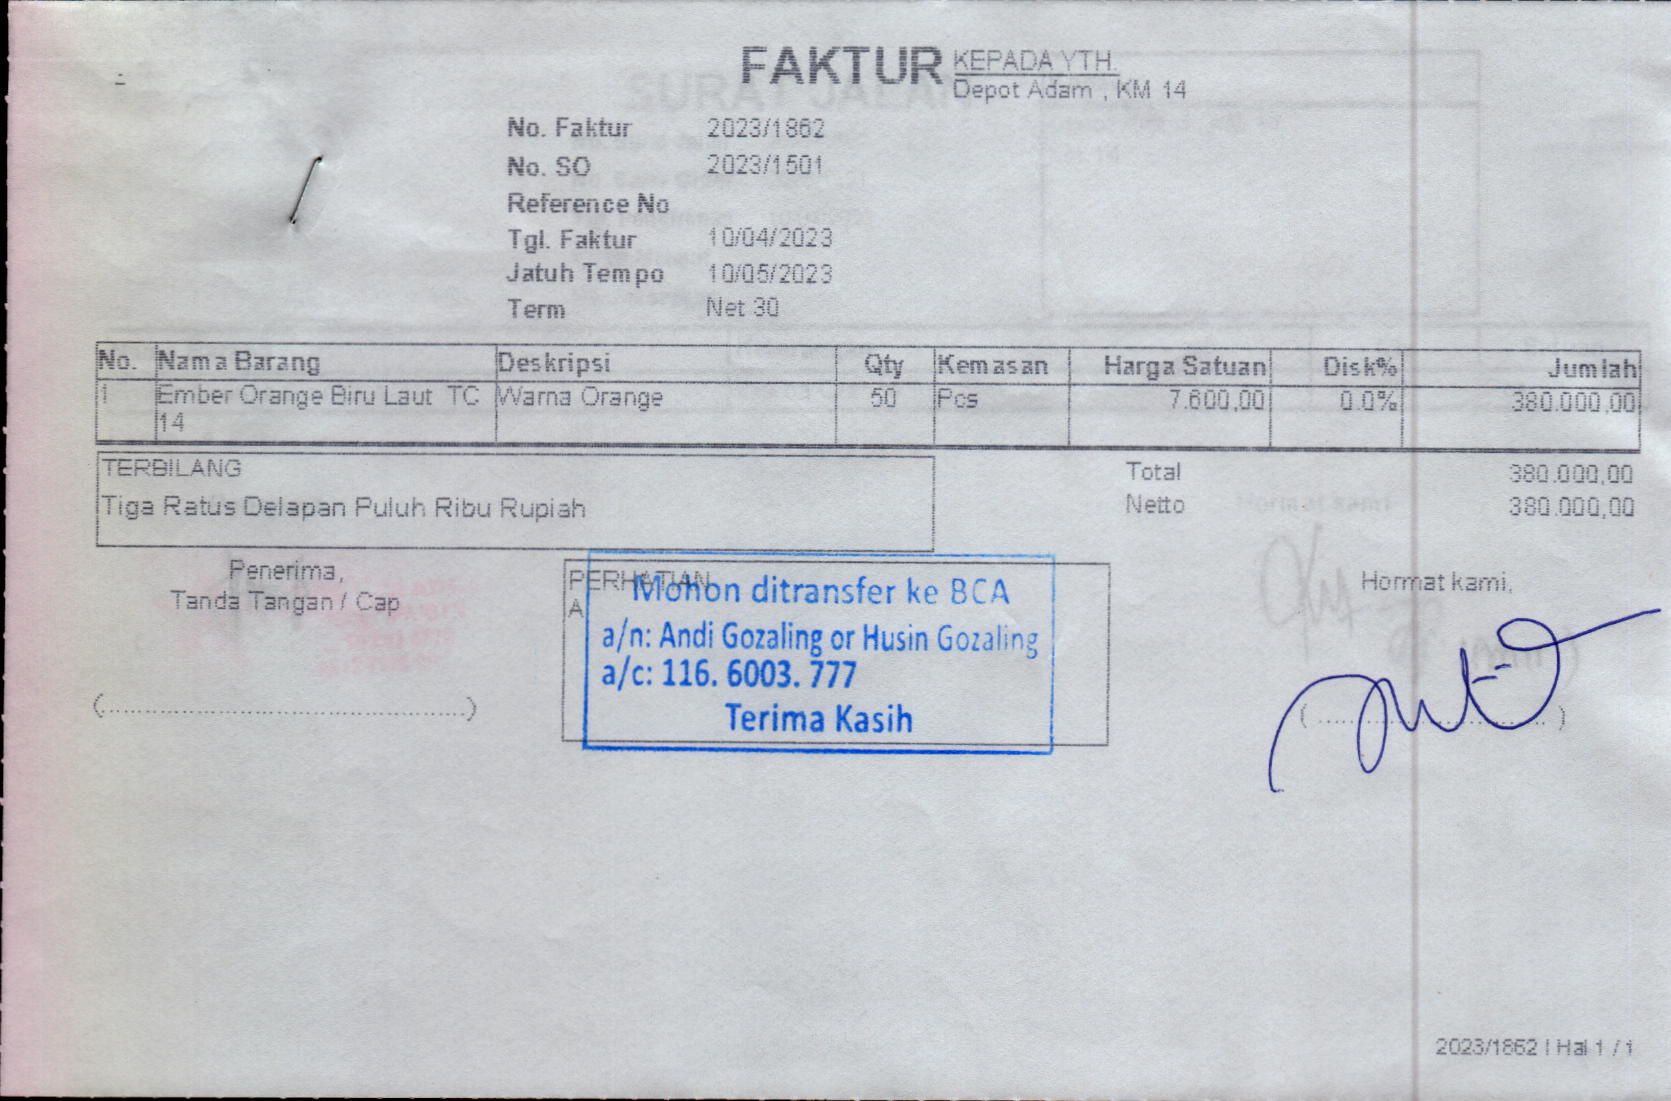 FAKTUR
KEPADA YTH.
Depot Adam , KM 14
No. Faktur 2023/1862
No. SO 2023/1501
Reference No
Tgl. Faktur 10/04/2023
Jatuh Tempo 10/05/2023
Term Net 30
No. Nama Barang Deskripsi Qty Kemasan Harga Satuan Disk% Jumlah
1 Ember Orange Biru Laut TC 14 Warna Orange 50 Pcs 7.600,00 0.0% 380.000,00
TERBILANG
Tiga Ratus Delapan Puluh Ribu Rupiah
Total 380.000,00
Netto 380.000,00
Penerima,
Tanda Tangan / Cap
(.................................................)
PERHATIAN
A
Mohon ditransfer ke BCA
a/n: Andi Gozaling or Husin Gozaling
a/c: 116. 6003. 777
Terima Kasih
Hormat kami,
( ............................... )
2023/1862 | Hal 1 / 1